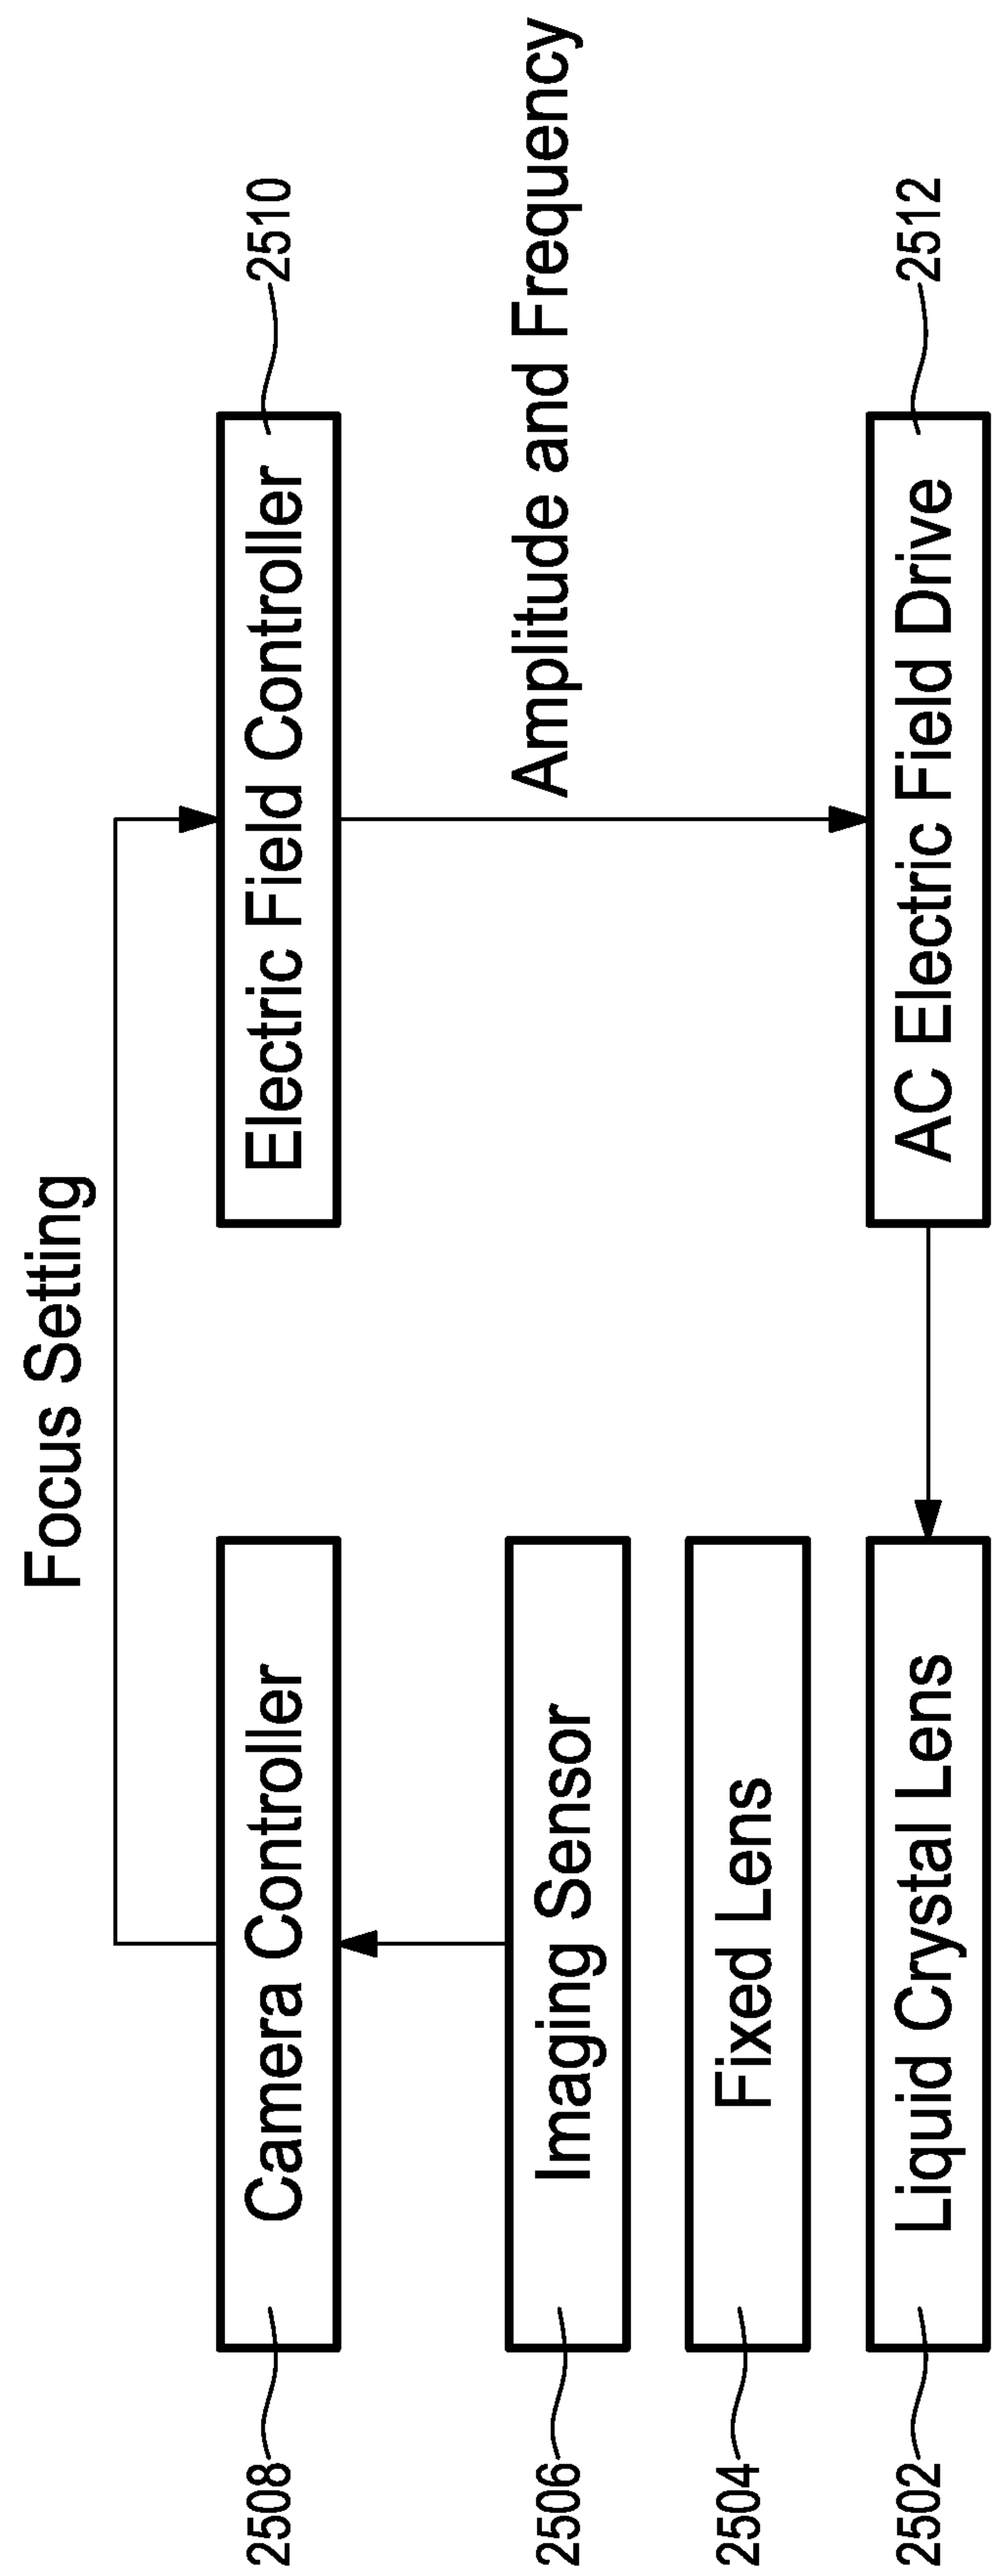 Focus Setting
2508
Camera Controller
Electric Field Controller
2510
Amplitude and Frequency
2506
Imaging Sensor
2504
Fixed Lens
2502
Liquid Crystal Lens
AC Electric Field Drive
2512